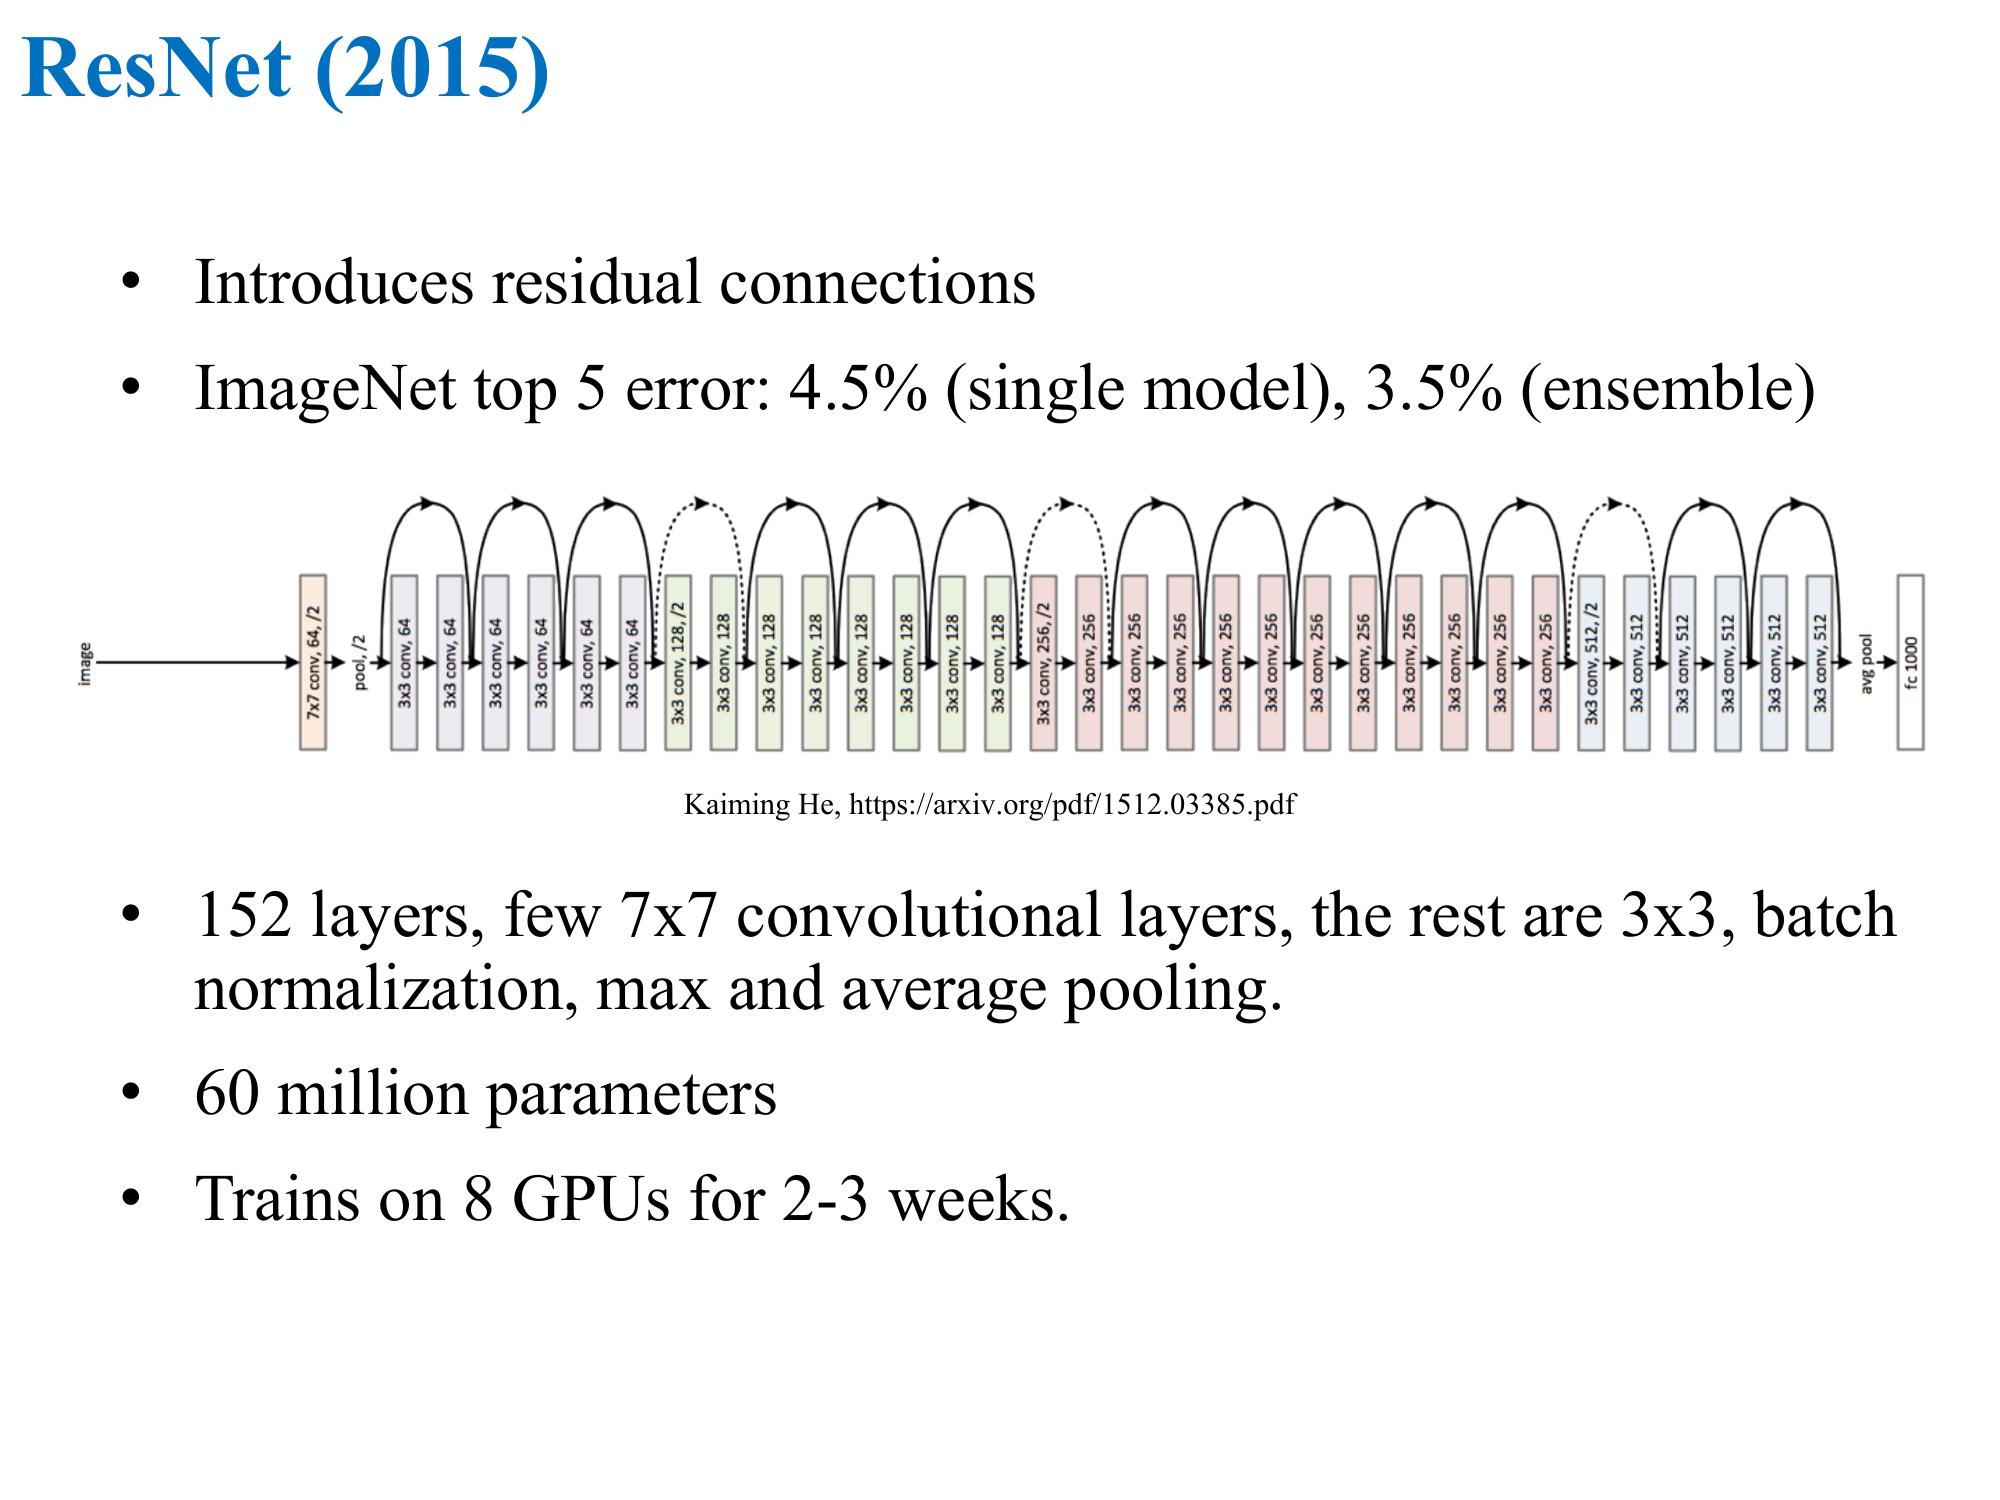 ResNet (2015)
• Introduces residual connections
• ImageNet top 5 error: 4.5% (single model), 3.5% (ensemble)
image
7x7 conv, 64, /2
pool, /2
3x3 conv, 64
3x3 conv, 64
3x3 conv, 64
3x3 conv, 64
3x3 conv, 64
3x3 conv, 64
3x3 conv, 128, /2
3x3 conv, 128
3x3 conv, 128
3x3 conv, 128
3x3 conv, 128
3x3 conv, 128
3x3 conv, 128
3x3 conv, 128
3x3 conv, 256, /2
3x3 conv, 256
3x3 conv, 256
3x3 conv, 256
3x3 conv, 256
3x3 conv, 256
3x3 conv, 256
3x3 conv, 256
3x3 conv, 256
3x3 conv, 256
3x3 conv, 256
3x3 conv, 256
3x3 conv, 512, /2
3x3 conv, 512
3x3 conv, 512
3x3 conv, 512
3x3 conv, 512
3x3 conv, 512
avg pool
fc 1000
Kaiming He, https://arxiv.org/pdf/1512.03385.pdf
• 152 layers, few 7x7 convolutional layers, the rest are 3x3, batch
normalization, max and average pooling.
• 60 million parameters
• Trains on 8 GPUs for 2-3 weeks.